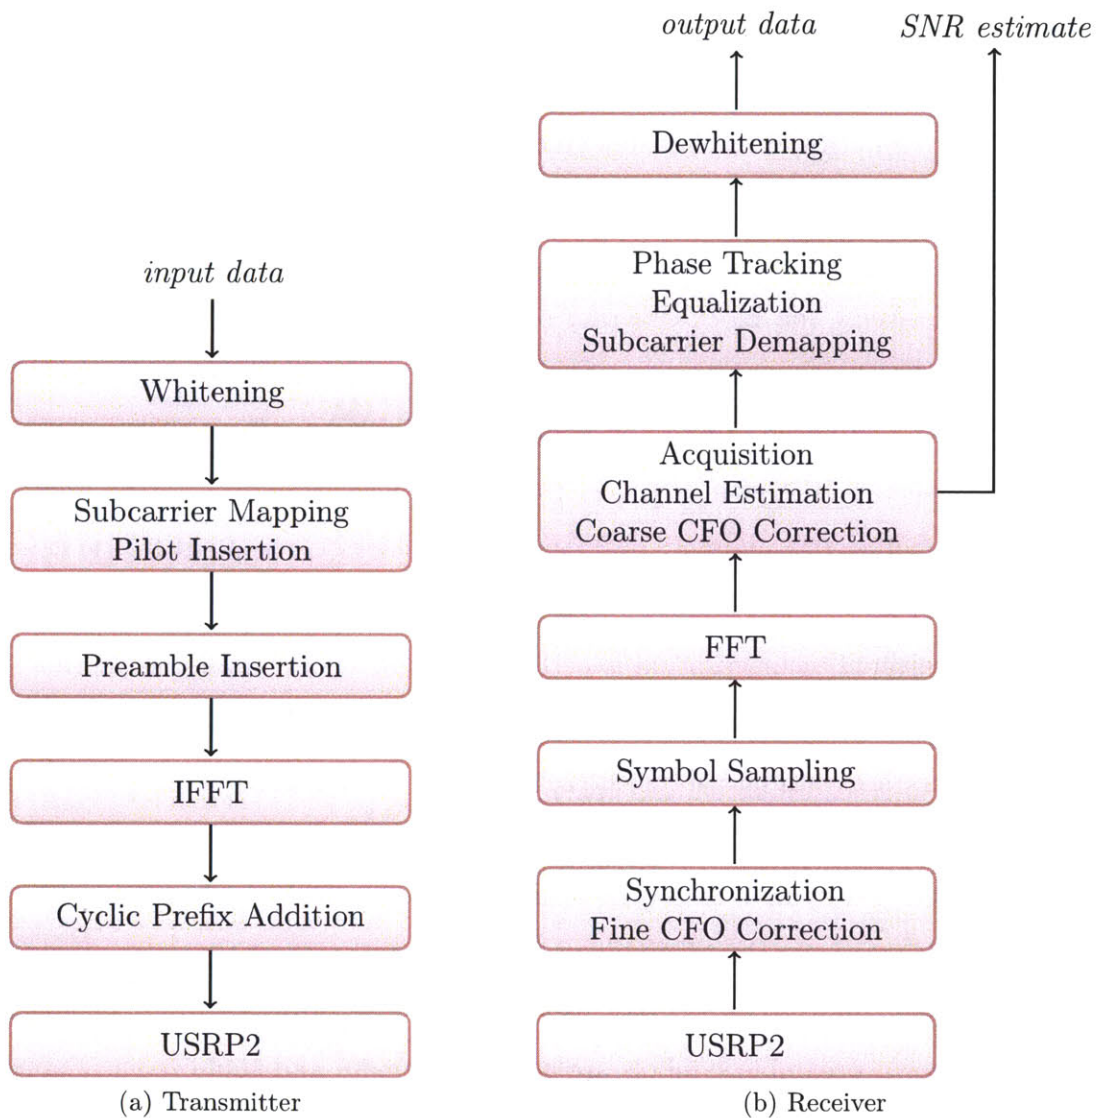 input data
Whitening
Subcarrier Mapping
Pilot Insertion
Preamble Insertion
IFFT
Cyclic Prefix Addition
USRP2
(a) Transmitter
output data
SNR estimate
Dewhitening
Phase Tracking
Equalization
Subcarrier Demapping
Acquisition
Channel Estimation
Coarse CFO Correction
FFT
Symbol Sampling
Synchronization
Fine CFO Correction
USRP2
(b) Receiver